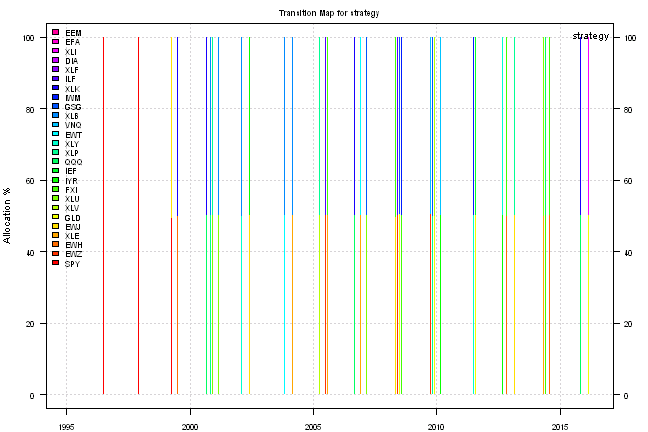 Transition Map for strategy
strategy
Allocation %
100
80
60
40
20
0
EEM
EFA
XLI
DIA
XLF
ILF
XLK
IWM
GSG
XLB
VNQ
EWT
XLY
XLP
QQQ
IEF
IYR
FXI
XLU
XLV
GLD
EWJ
XLE
EWH
EWZ
SPY
100
80
60
40
20
0
1995
2000
2005
2010
2015